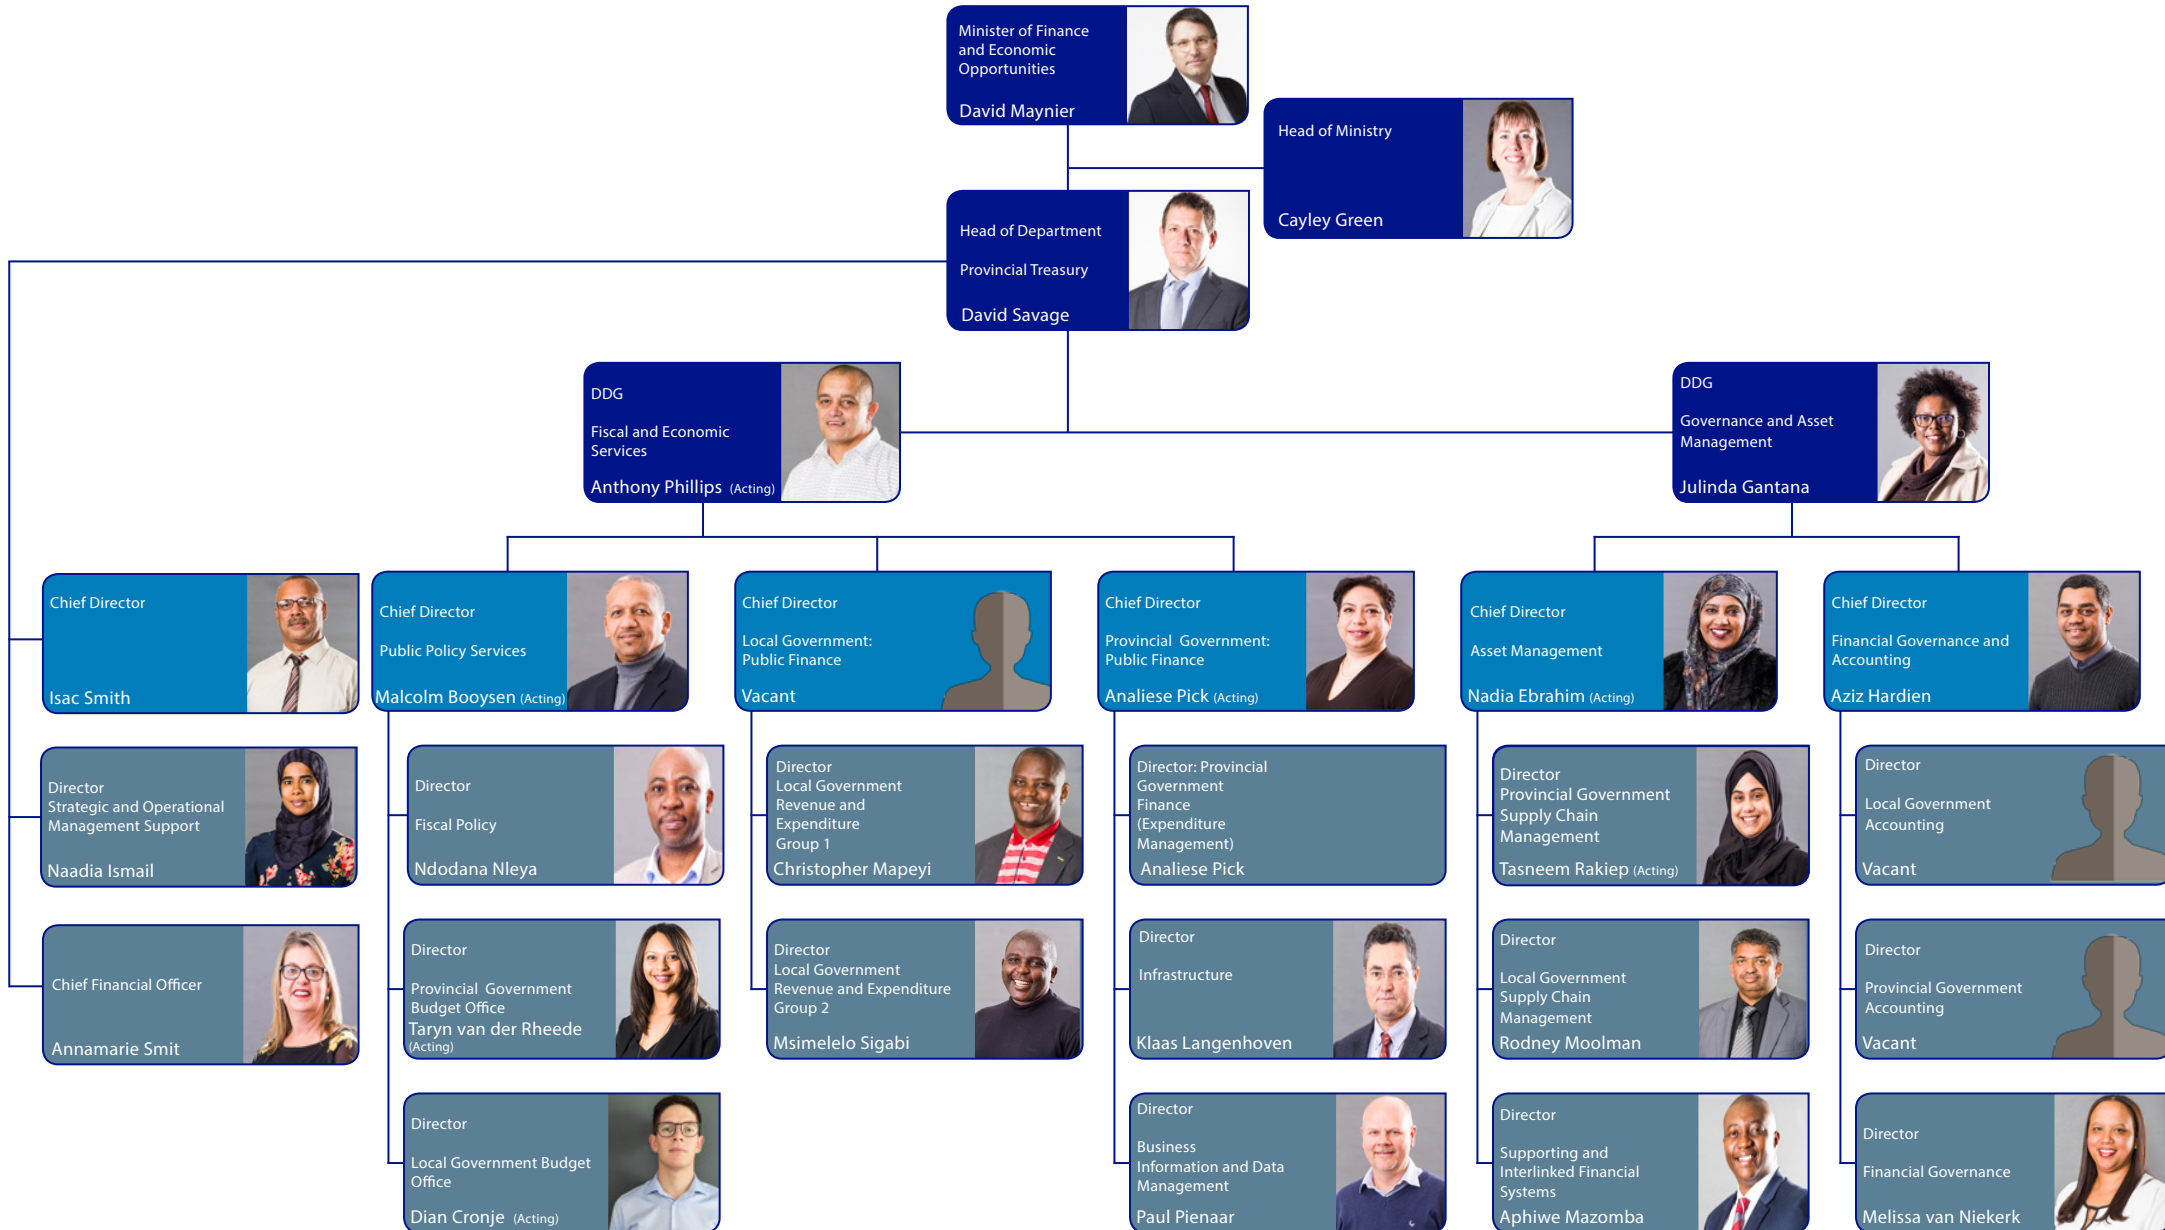 Minister of Finance
and Economic
Opportunities
David Maynier
Head of Ministry
Cayley Green
Head of Department
Provincial Treasury
David Savage
DDG
Fiscal and Economic
Services
Anthony Phillips (Acting)
DDG
Governance and Asset
Management
Julinda Gantana
Chief Director
Isac Smith
Chief Director
Public Policy Services
Malcolm Booysen (Acting)
Chief Director
Local Government:
Public Finance
Vacant
Chief Director
Provincial Government:
Public Finance
Analiese Pick (Acting)
Chief Director
Asset Management
Nadia Ebrahim (Acting)
Chief Director
Financial Governance and
Accounting
Aziz Hardien
Director
Strategic and Operational
Management Support
Naadia Ismail
Director
Fiscal Policy
Ndodana Nleya
Director
Local Government
Revenue and
Expenditure
Group 1
Christopher Mapeyi
Director: Provincial
Government
Finance
(Expenditure
Management)
Analiese Pick
Director
Provincial Government
Supply Chain
Management
Tasneem Rakiep (Acting)
Director
Local Government
Accounting
Vacant
Chief Financial Officer
Annamarie Smit
Director
Provincial Government
Budget Office
Taryn van der Rheede
(Acting)
Director
Local Government
Revenue and Expenditure
Group 2
Msimelelo Sigabi
Director
Infrastructure
Klaas Langenhoven
Director
Local Government
Supply Chain
Management
Rodney Moolman
Director
Provincial Government
Accounting
Vacant
Director
Local Government Budget
Office
Dian Cronje (Acting)
Director
Business
Information and Data
Management
Paul Pienaar
Director
Supporting and
Interlinked Financial
Systems
Aphiwe Mazomba
Director
Financial Governance
Melissa van Niekerk